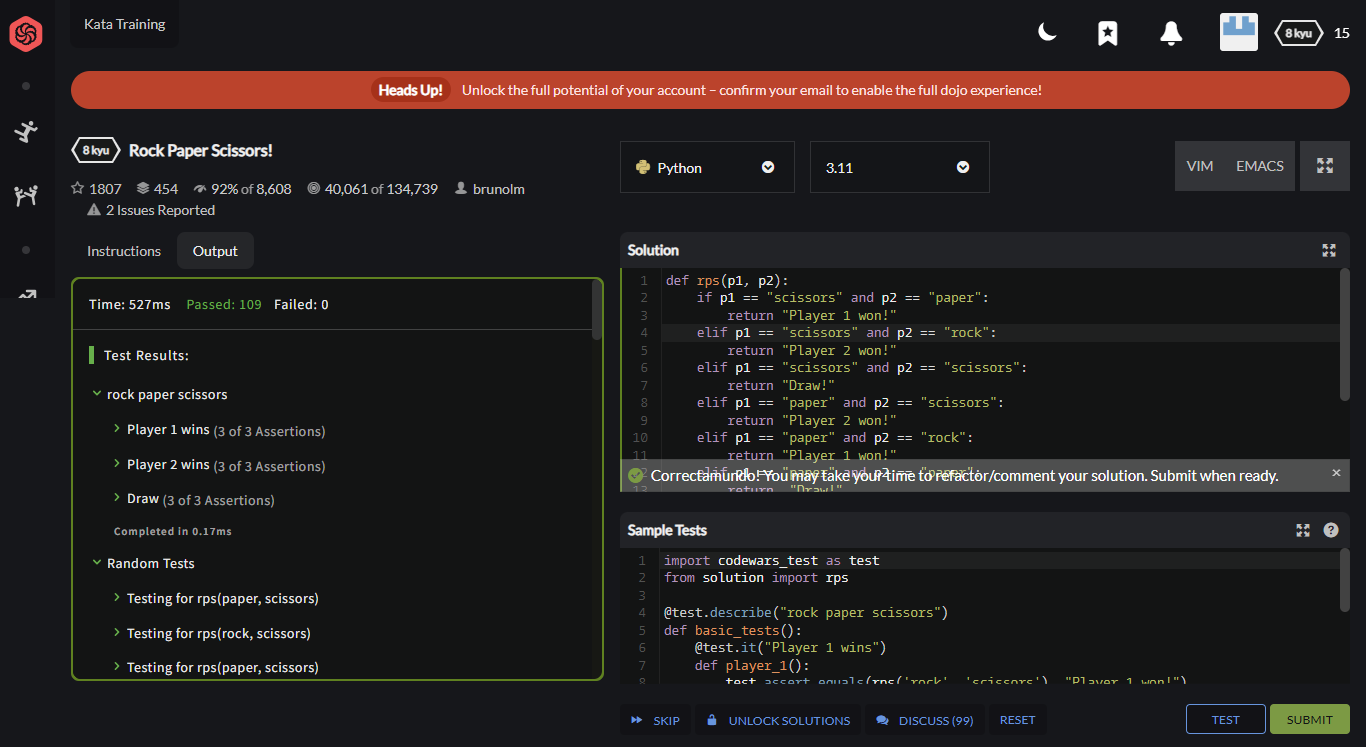 Kata Training
8 kyu
15
Heads Up! Unlock the full potential of your account – confirm your email to enable the full dojo experience!
8 kyu Rock Paper Scissors!
1807 454 92% of 8,608 40,061 of 134,739 brunolm
2 Issues Reported
Instructions Output
Time: 527ms Passed: 109 Failed: 0
Test Results:
rock paper scissors
Player 1 wins (3 of 3 Assertions)
Player 2 wins (3 of 3 Assertions)
Draw (3 of 3 Assertions)
Completed in 0.17ms
Random Tests
Testing for rps(paper, scissors)
Testing for rps(rock, scissors)
Testing for rps(paper, scissors)
Python 3.11
VIM EMACS
Solution
1 def rps(p1, p2):
2 if p1 == "scissors" and p2 == "paper":
3 return "Player 1 won!"
4 elif p1 == "scissors" and p2 == "rock":
5 return "Player 2 won!"
6 elif p1 == "scissors" and p2 == "scissors":
7 return "Draw!"
8 elif p1 == "paper" and p2 == "scissors":
9 return "Player 2 won!"
10 elif p1 == "paper" and p2 == "rock":
11 return "Player 1 won!"
12 elif p1 == "paper" and p2 == "paper":
13 return "Draw!"
Correctamundo! You may take your time to refactor/comment your solution. Submit when ready. ×
Sample Tests ?
1 import codewars_test as test
2 from solution import rps
3
4 @test.describe("rock paper scissors")
5 def basic_tests():
6 @test.it("Player 1 wins")
7 def player_1():
8 test.assert_equals(rps('rock', 'scissors'), "Player 1 won!")
SKIP UNLOCK SOLUTIONS DISCUSS (99) RESET TEST SUBMIT